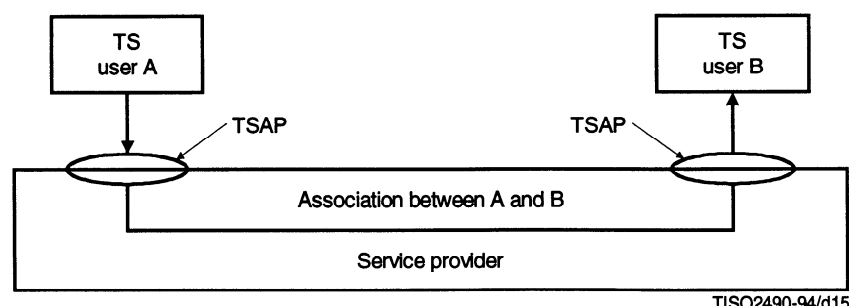 TS
user A
TS
user B
TSAP
TSAP
Association between A and B
Service provider
TISO2490-94/d15